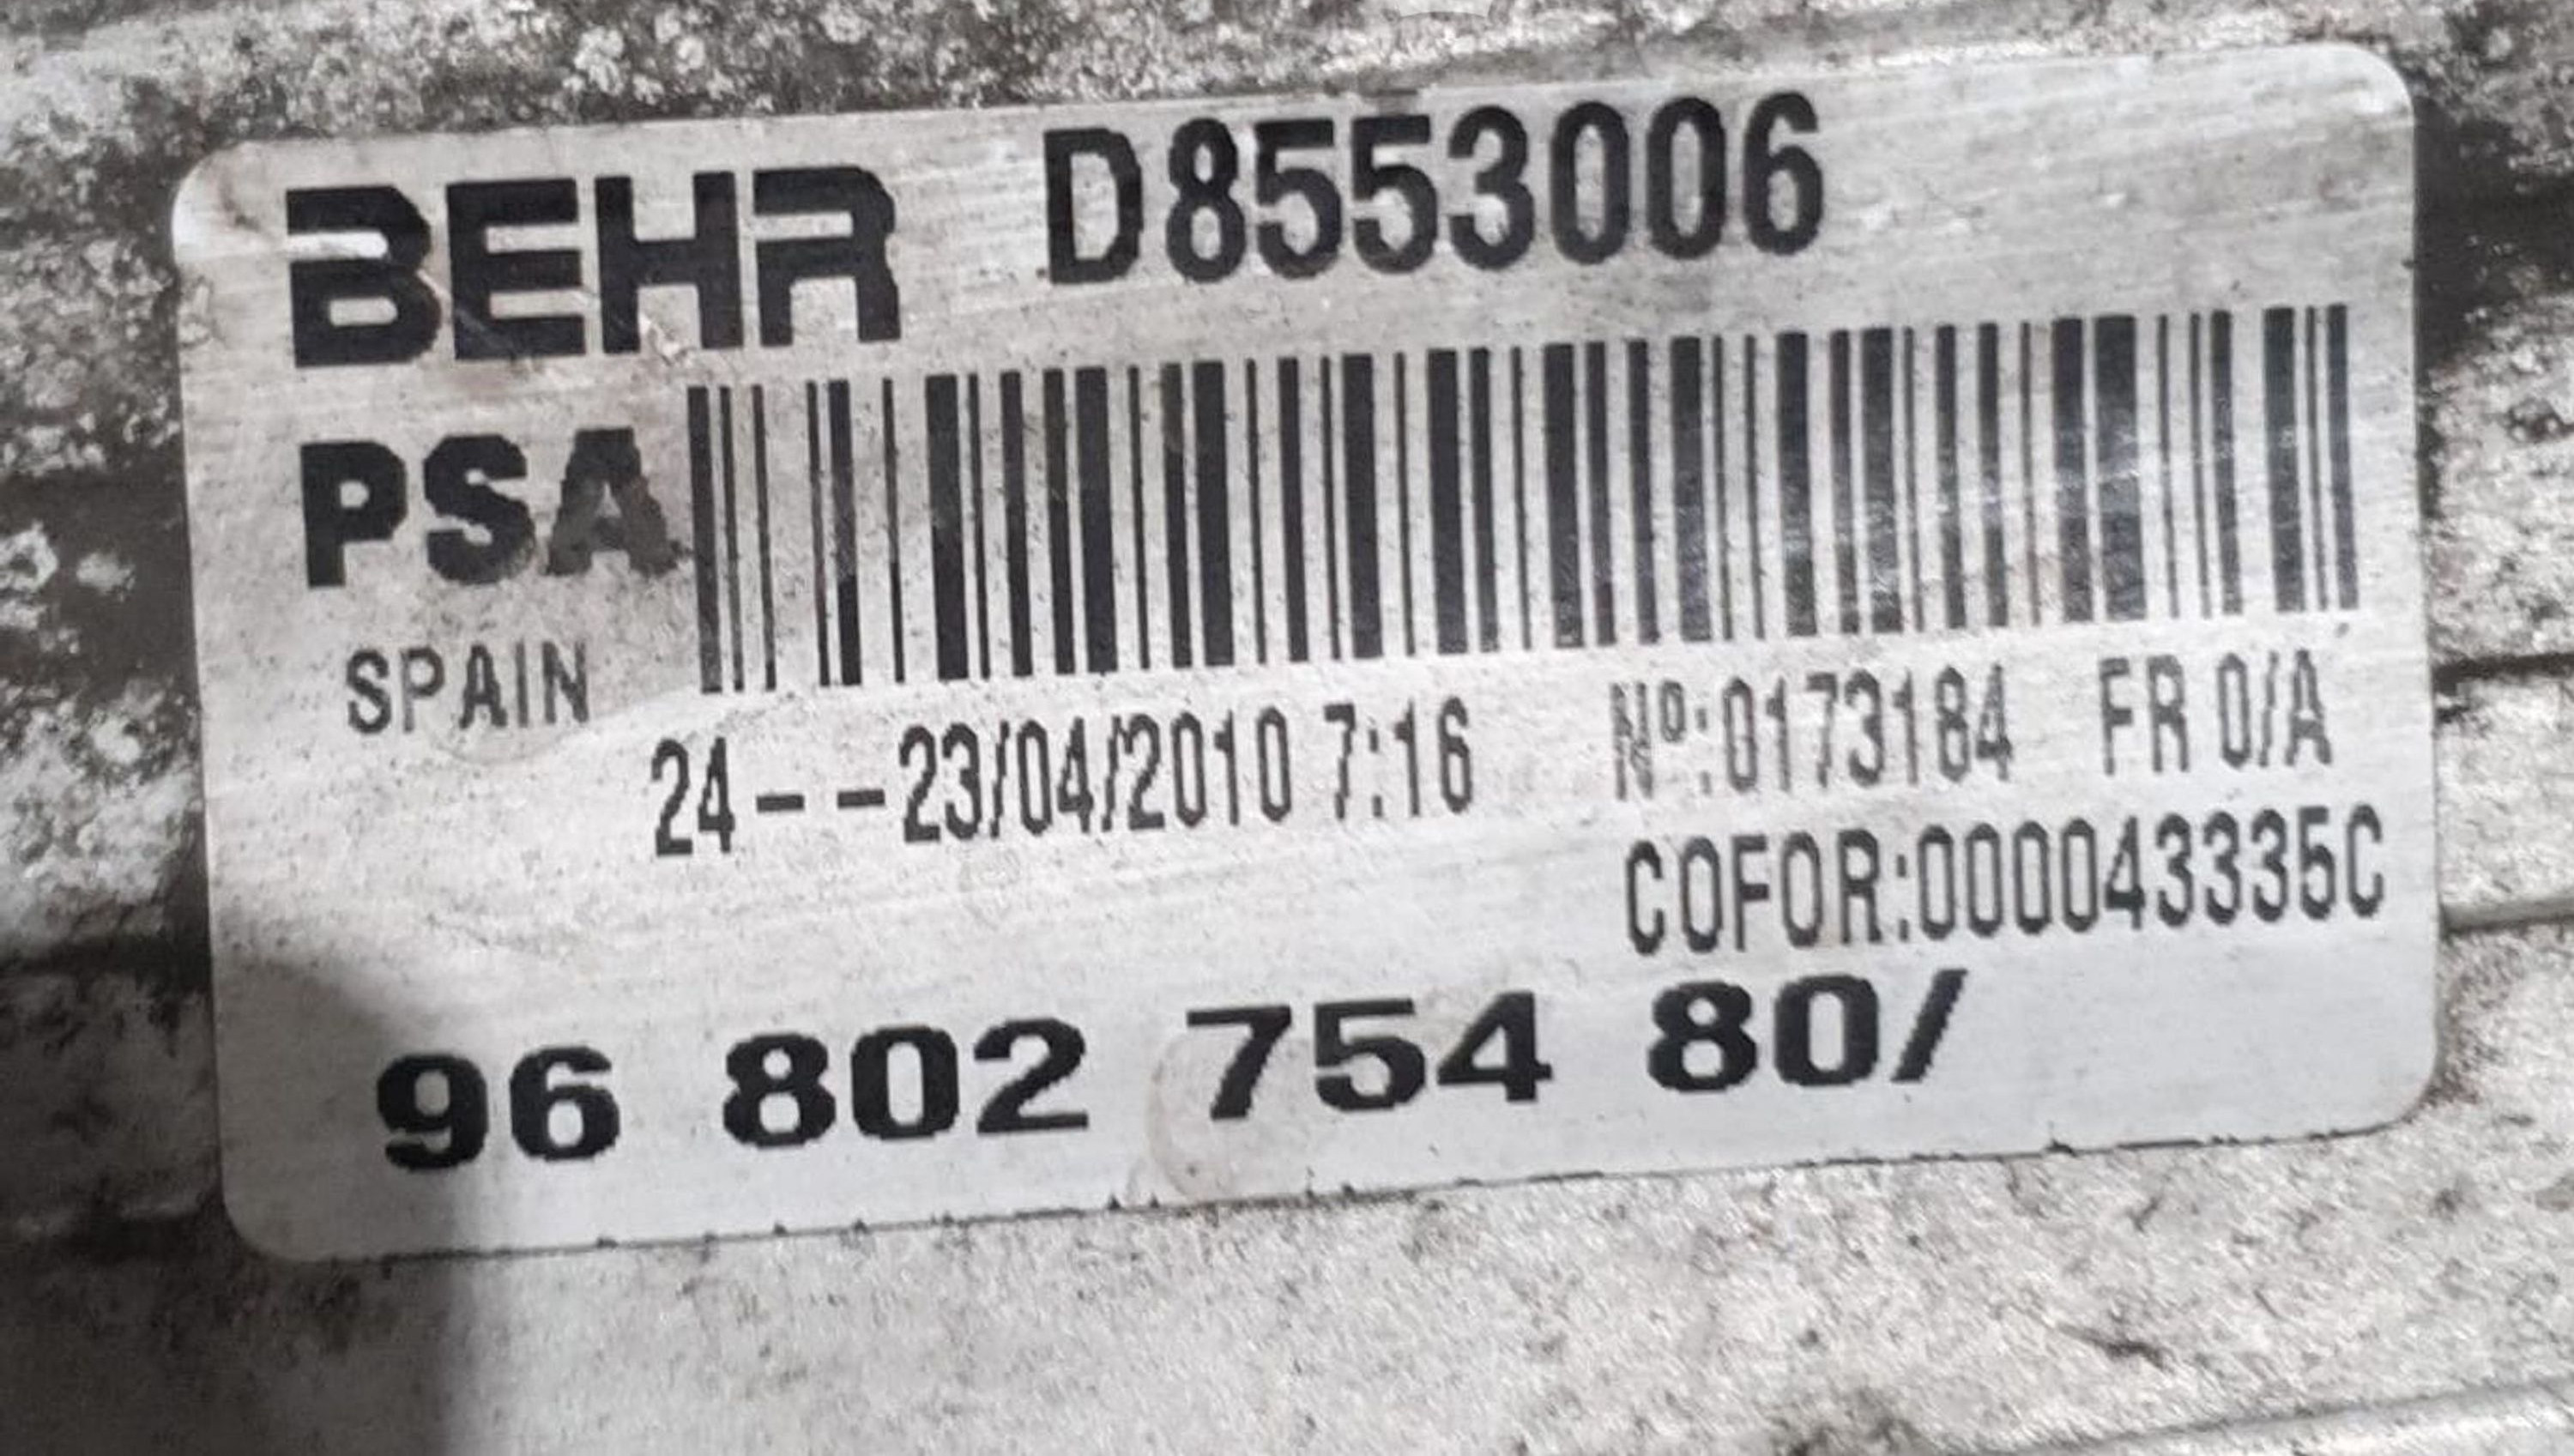 BEHR D8553006
PSA
SPAIN
24--23/04/2010 7:16 Nº:0173184 FR 0/A
COFOR:000043335C
96 802 754 80/